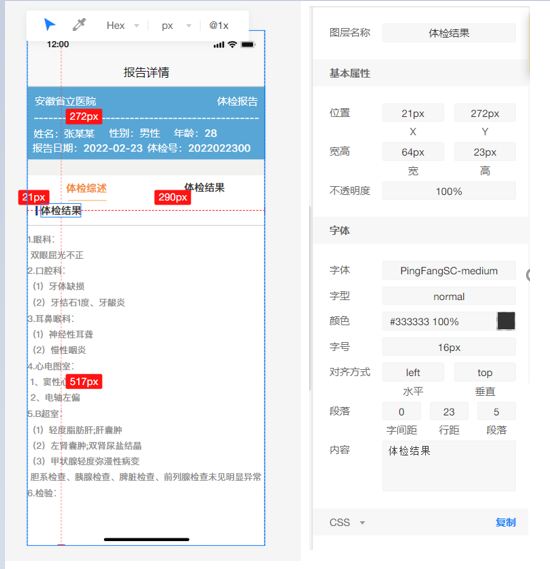 Hex px @1x
12:00
报告详情
安徽省立医院 体检报告
272px
姓名：张某某 性别：男性 年龄：28
报告日期：2022-02-23 体检号：2022022300
体检综述 体检结果
21px 290px
体检结果
1.眼科：
双眼屈光不正
2.口腔科：
（1）牙体缺损
（2）牙结石1度、牙龈炎
3.耳鼻喉科：
（1）神经性耳聋
（2）慢性咽炎
4.心电图室：
1、窦性心 517px
2、电轴左偏
5.B超室：
（1）轻度脂肪肝;肝囊肿
（2）左肾囊肿;双肾尿盐结晶
（3）甲状腺轻度弥漫性病变
胆系检查、胰腺检查、脾脏检查、前列腺检查未见明显异常
6.检验：
图层名称 体检结果
基本属性
位置 21px 272px
X Y
宽高 64px 23px
宽 高
不透明度 100%
字体
字体 PingFangSC-medium
字型 normal
颜色 #333333 100%
字号 16px
对齐方式 left top
水平 垂直
段落 0 23 5
字间距 行距 段落
内容 体检结果
CSS 复制